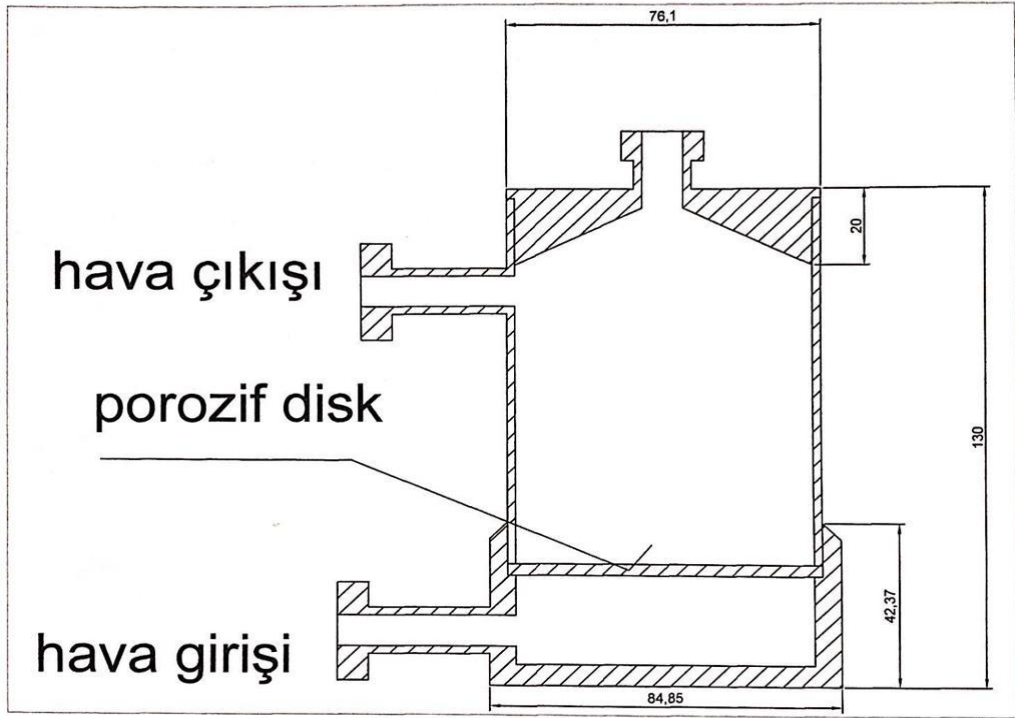 76,1
20
hava çıkışı
porozif disk
130
42,37
hava girişi
84,85